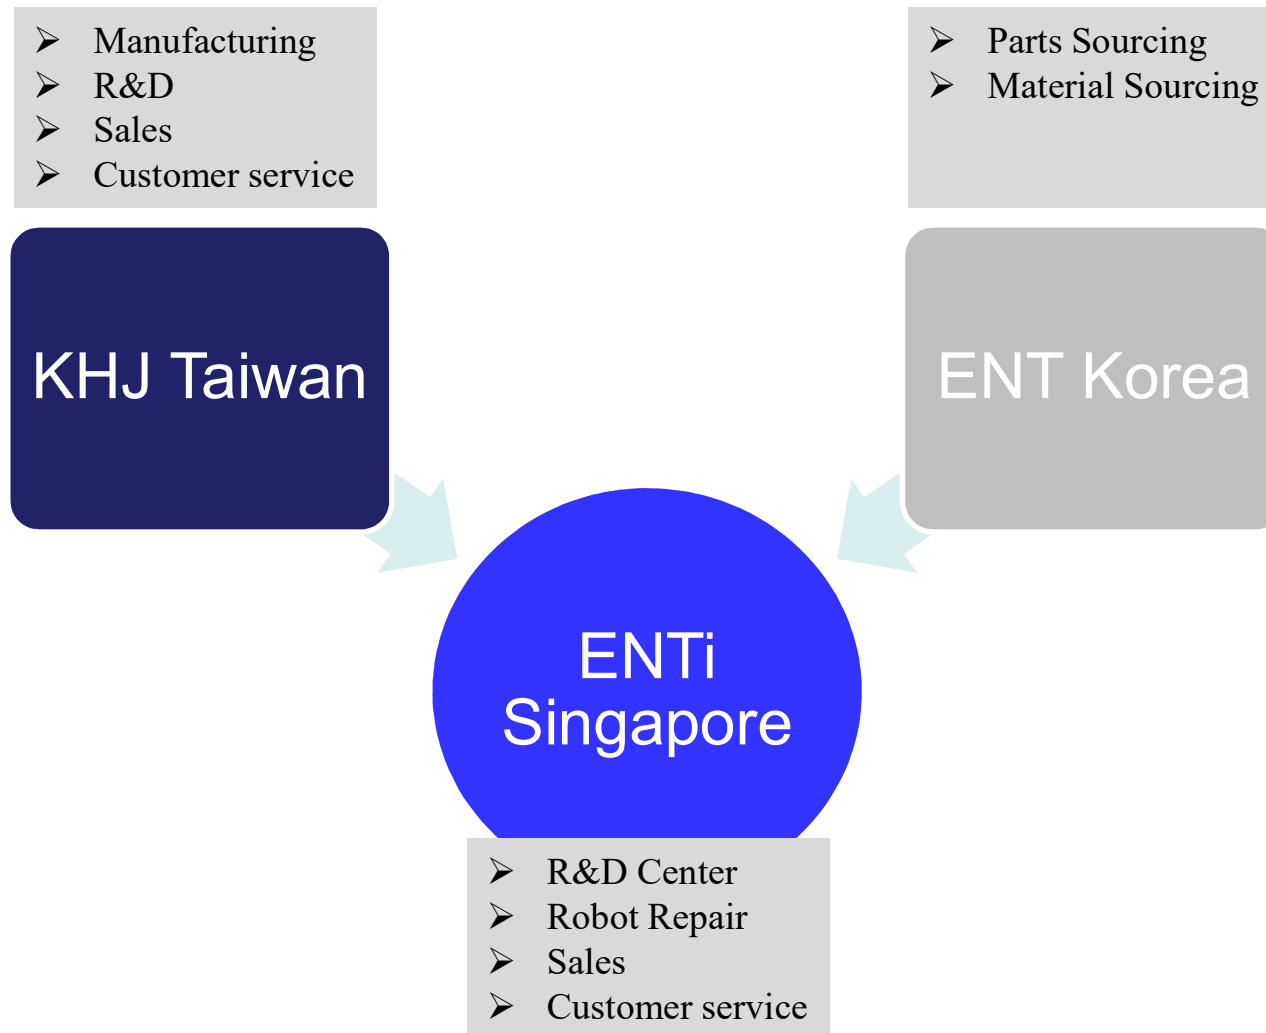 ➢ Manufacturing
➢ R&D
➢ Sales
➢ Customer service
➢ Parts Sourcing
➢ Material Sourcing
KHJ Taiwan
ENT Korea
ENTi
Singapore
➢ R&D Center
➢ Robot Repair
➢ Sales
➢ Customer service